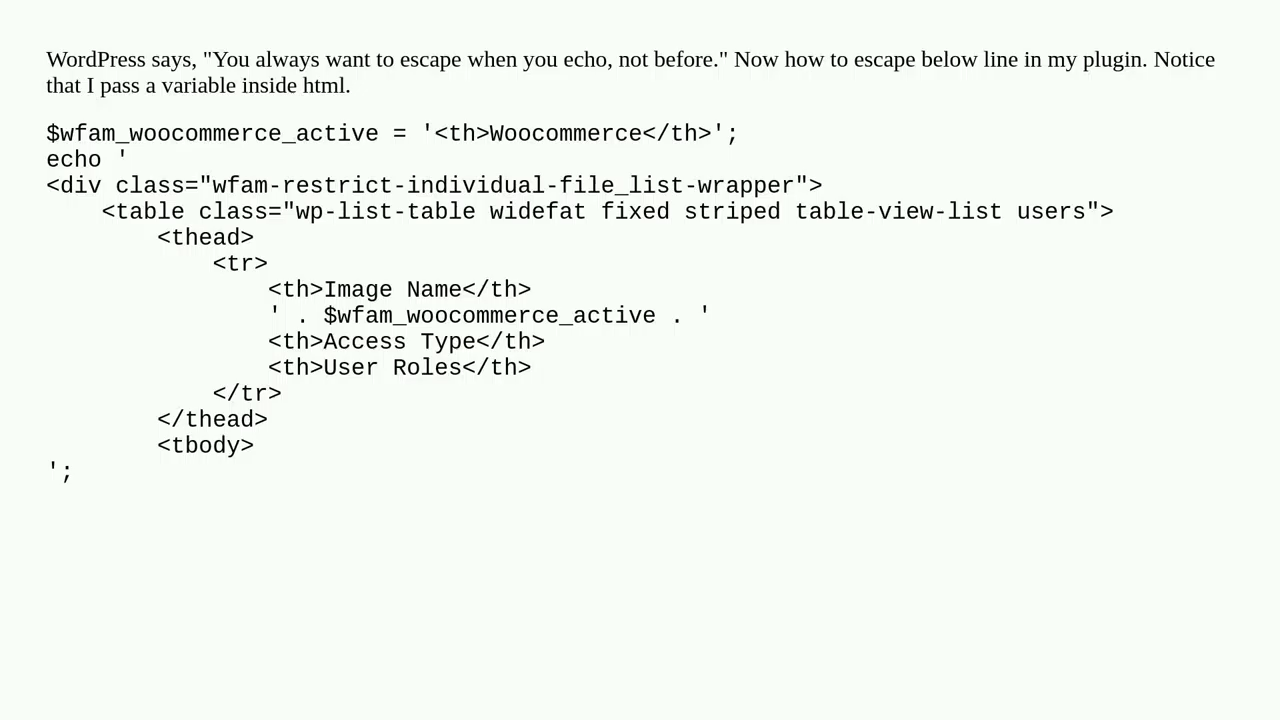 WordPress says, "You always want to escape when you echo, not before." Now how to escape below line in my plugin. Notice
that I pass a variable inside html.
$wfam_woocommerce_active = '<th>Woocommerce</th>';
echo '
<div class="wfam-restrict-individual-file_list-wrapper">
    <table class="wp-list-table widefat fixed striped table-view-list users">
        <thead>
            <tr>
                <th>Image Name</th>
                ' . $wfam_woocommerce_active . '
                <th>Access Type</th>
                <th>User Roles</th>
            </tr>
        </thead>
        <tbody>
';